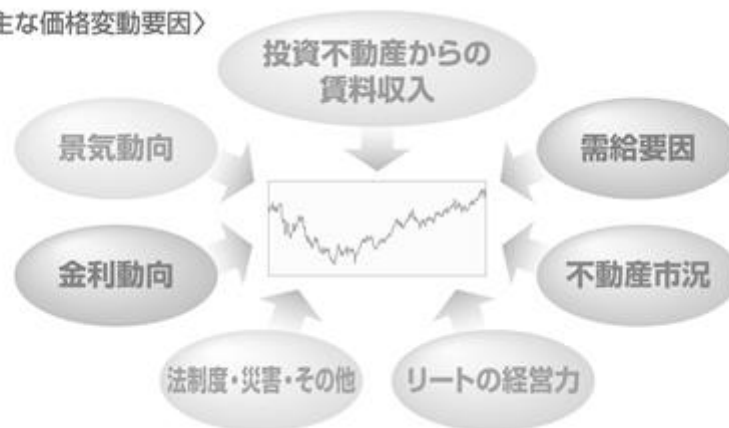 主な価格変動要因〉
投資不動産からの
賃料収入
景気動向
需給要因
金利動向
不動産市況
法制度・災害・その他
リートの経営力